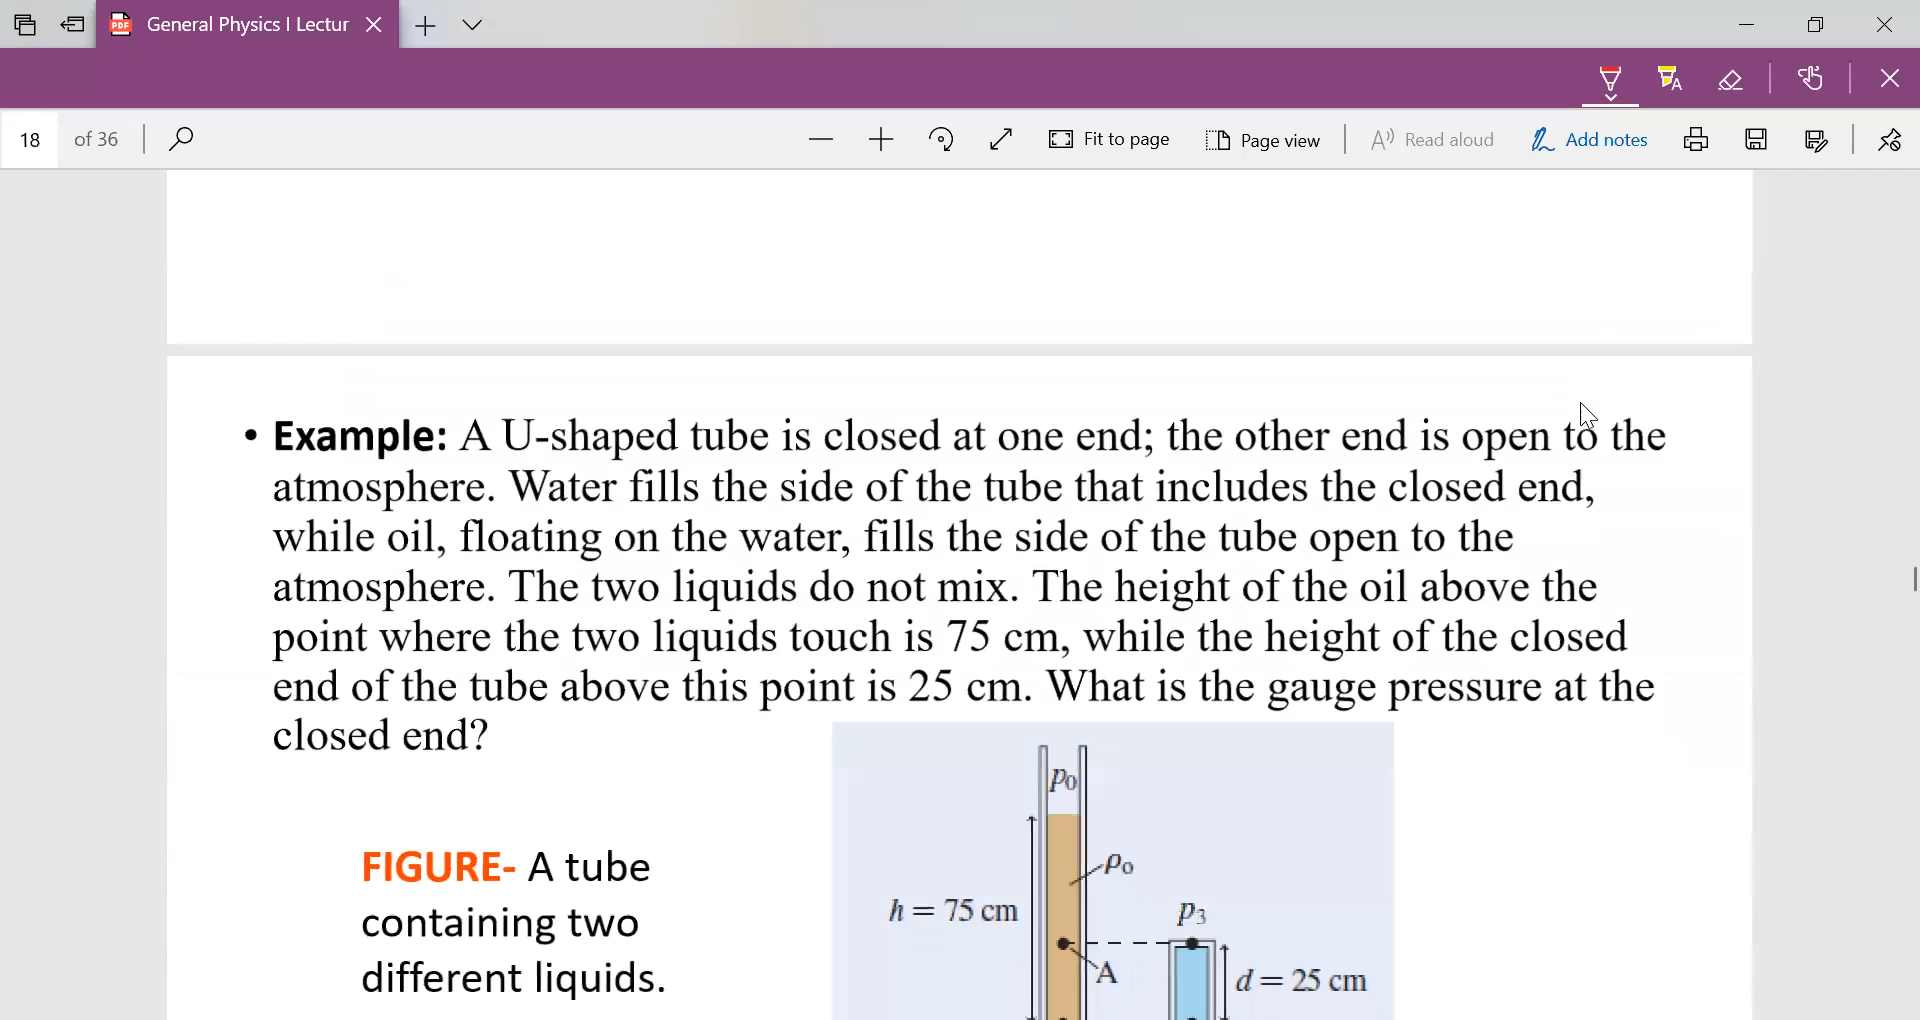 General Physics I Lectur
18 of 36
Fit to page
Page view
Read aloud
Add notes
• Example: A U-shaped tube is closed at one end; the other end is open to the
atmosphere. Water fills the side of the tube that includes the closed end,
while oil, floating on the water, fills the side of the tube open to the
atmosphere. The two liquids do not mix. The height of the oil above the
point where the two liquids touch is 75 cm, while the height of the closed
end of the tube above this point is 25 cm. What is the gauge pressure at the
closed end?
FIGURE- A tube
containing two
different liquids.
p₀
ρ₀
h = 75 cm
p₃
A
d = 25 cm